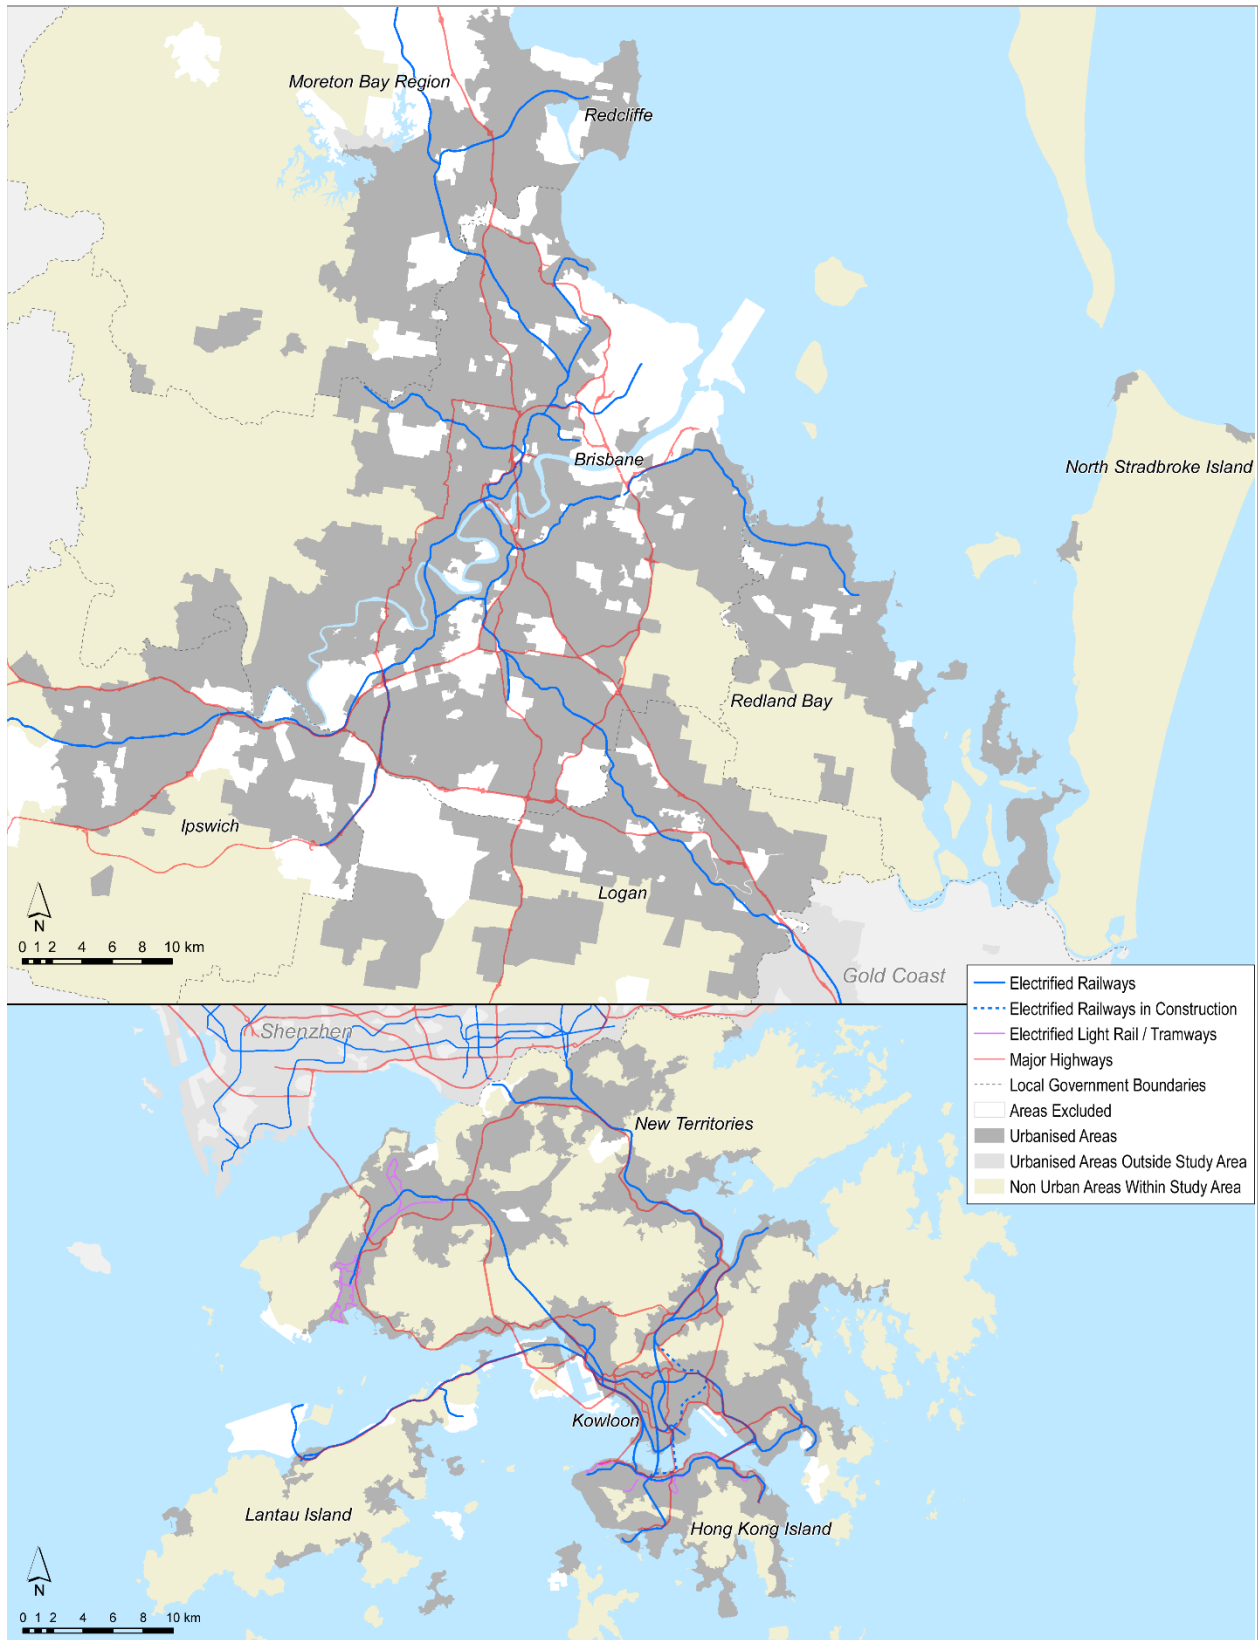 Moreton Bay Region
Redcliffe
Brisbane
North Stradbroke Island
Redland Bay
Ipswich
Logan
N
0 1 2 4 6 8 10 km
Gold Coast
Electrified Railways
Electrified Railways in Construction
Electrified Light Rail / Tramways
Major Highways
Local Government Boundaries
Areas Excluded
Urbanised Areas
Urbanised Areas Outside Study Area
Non Urban Areas Within Study Area
Shenzhen
New Territories
Kowloon
Lantau Island
Hong Kong Island
N
0 1 2 4 6 8 10 km